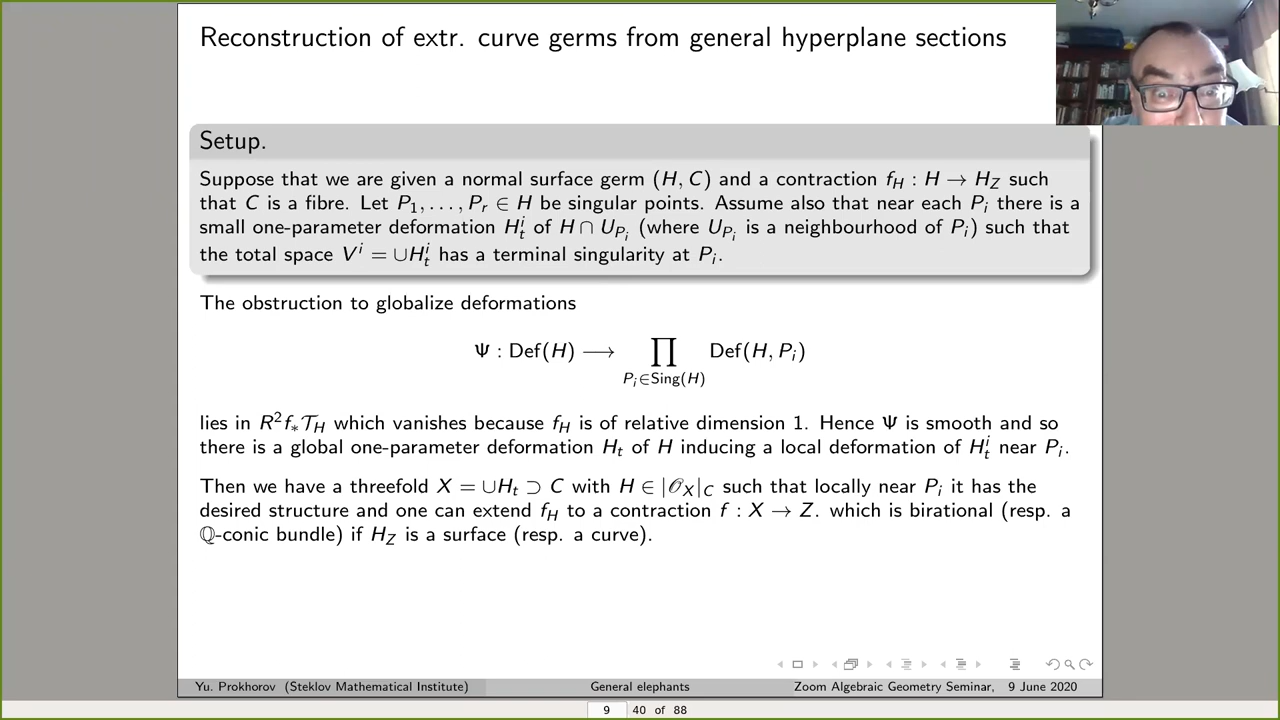 Reconstruction of extr. curve germs from general hyperplane sections
Setup.
Suppose that we are given a normal surface germ (H, C) and a contraction f_H : H → H_Z such
that C is a fibre. Let P_1, . . . , P_r ∈ H be singular points. Assume also that near each P_i there is a
small one-parameter deformation H_t^i of H ∩ U_{P_i} (where U_{P_i} is a neighbourhood of P_i) such that
the total space V^i = ∪H_t^i has a terminal singularity at P_i.
The obstruction to globalize deformations
Ψ : Def(H) ⟶ ∏_{P_i∈Sing(H)} Def(H, P_i)
lies in R^2 f_* 𝒯_H which vanishes because f_H is of relative dimension 1. Hence Ψ is smooth and so
there is a global one-parameter deformation H_t of H inducing a local deformation of H_t^i near P_i.
Then we have a threefold X = ∪H_t ⊃ C with H ∈ |𝒪_X|_C such that locally near P_i it has the
desired structure and one can extend f_H to a contraction f : X → Z. which is birational (resp. a
ℚ-conic bundle) if H_Z is a surface (resp. a curve).
Yu. Prokhorov (Steklov Mathematical Institute) General elephants Zoom Algebraic Geometry Seminar, 9 June 2020
9 40 of 88